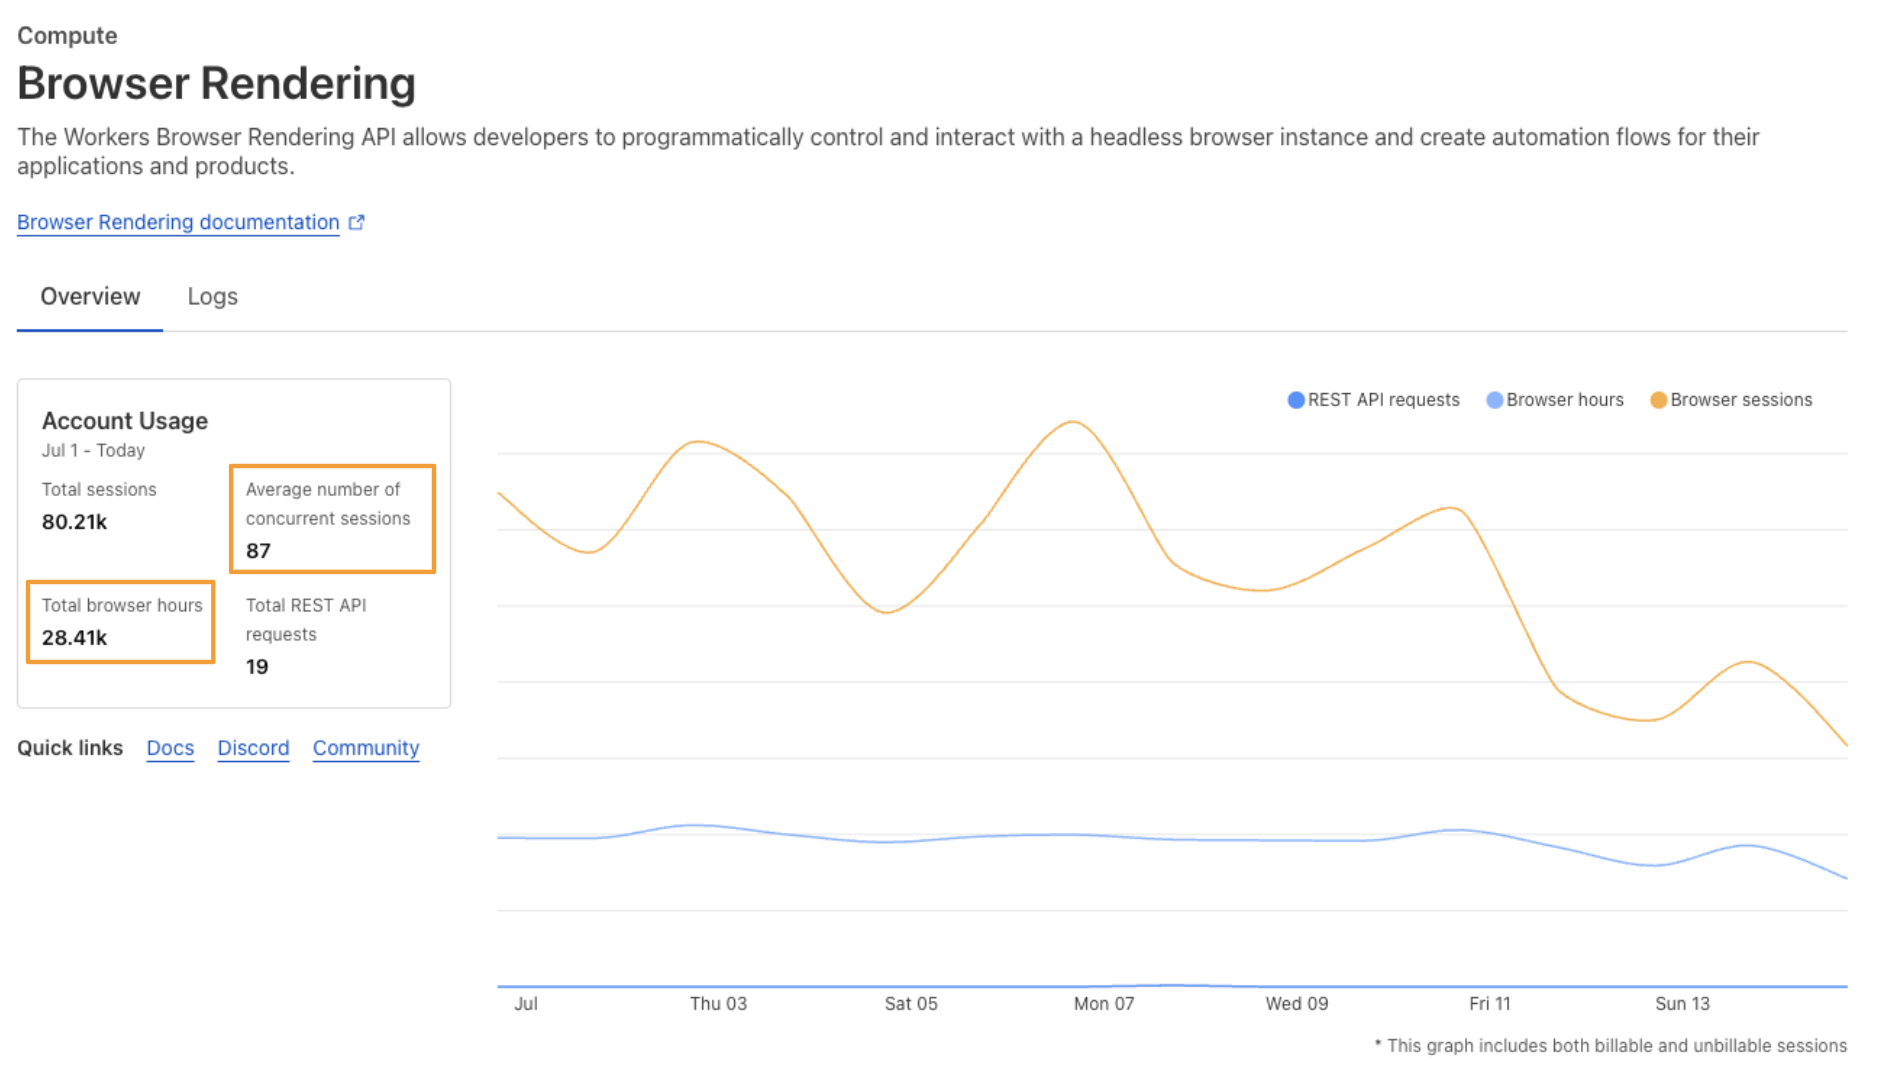 Compute
Browser Rendering
The Workers Browser Rendering API allows developers to programmatically control and interact with a headless browser instance and create automation flows for their
applications and products.
Browser Rendering documentation
Overview Logs
Account Usage
Jul 1 - Today
Total sessions
80.21k
Average number of
concurrent sessions
87
Total browser hours
28.41k
Total REST API
requests
19
Quick links Docs Discord Community
REST API requests Browser hours Browser sessions
Jul Thu 03 Sat 05 Mon 07 Wed 09 Fri 11 Sun 13
* This graph includes both billable and unbillable sessions